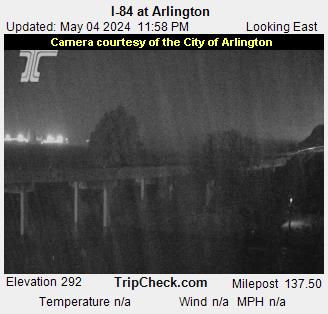 I-84 at Arlington
Updated: May 04 2024 11:58 PM Looking East
Camera courtesy of the City of Arlington
Elevation 292 TripCheck.com Milepost 137.50
Temperature n/a Wind n/a MPH n/a